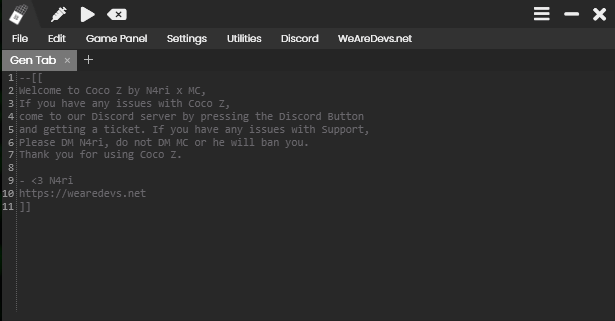 File Edit Game Panel Settings Utilities Discord WeAreDevs.net
Gen Tab × +
1 --[[
2 Welcome to Coco Z by N4ri x MC,
3 If you have any issues with Coco Z,
4 come to our Discord server by pressing the Discord Button
5 and getting a ticket. If you have any issues with Support,
6 Please DM N4ri, do not DM MC or he will ban you.
7 Thank you for using Coco Z.
8
9 - <3 N4ri
10 https://wearedevs.net
11 ]]